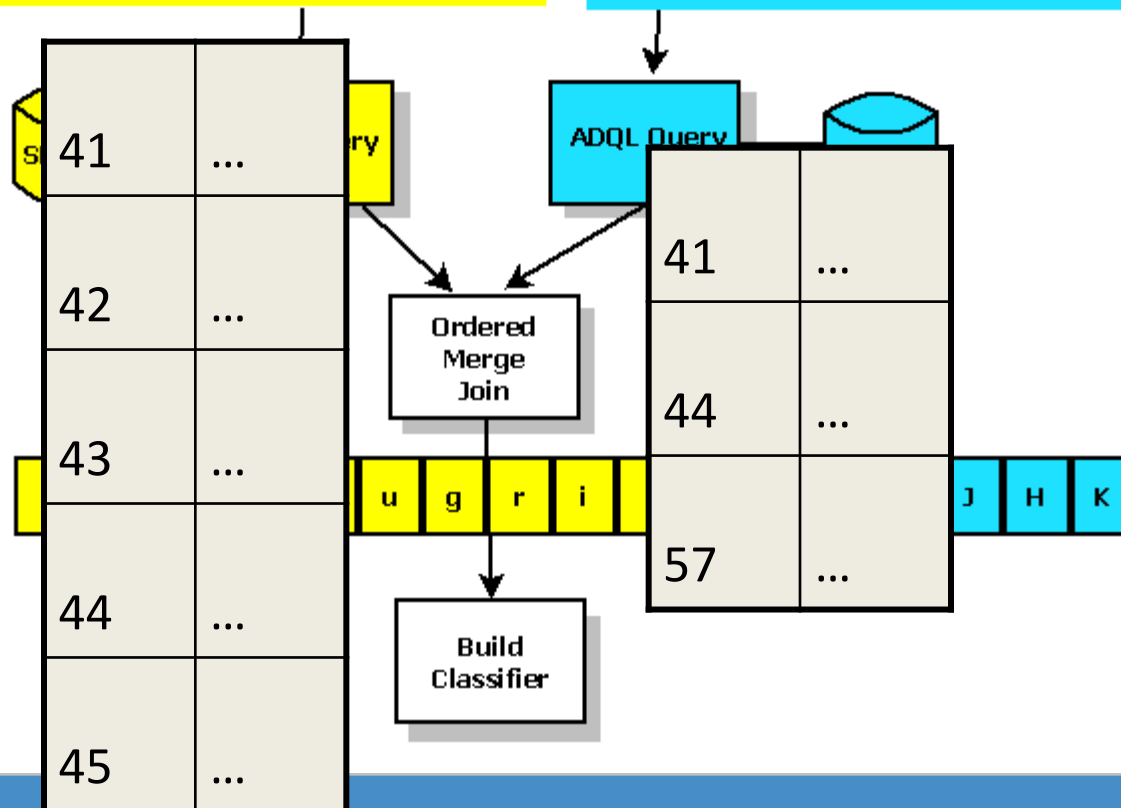 41 ...
42 ...
43 ...
44 ...
45 ...
ADQL Query
41 ...
44 ...
57 ...
Ordered
Merge
Join
u g r i
J H K
Build
Classifier